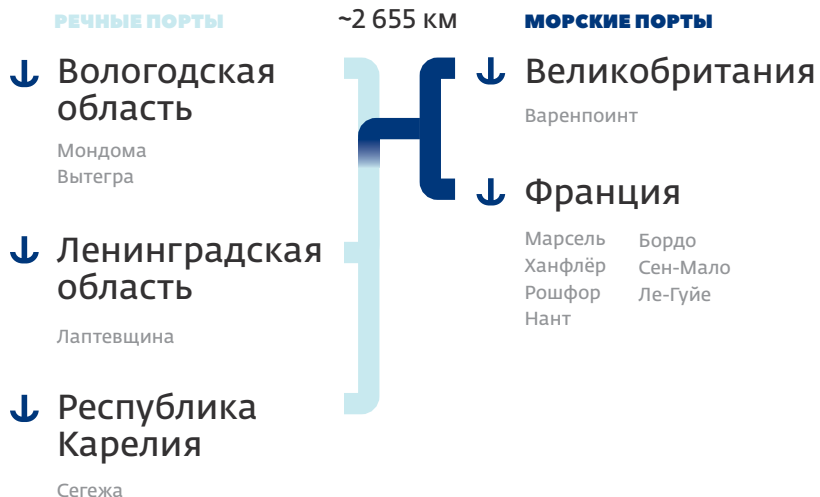 РЕЧНЫЕ ПОРТЫ
~2 655 км
МОРСКИЕ ПОРТЫ
Вологодская
область
Мондома
Вытегра
Ленинградская
область
Лаптевщина
Республика
Карелия
Сегежа
Великобритания
Варенпоинт
Франция
Марсель
Ханфлёр
Рошфор
Нант
Бордо
Сен-Мало
Ле-Гуйе